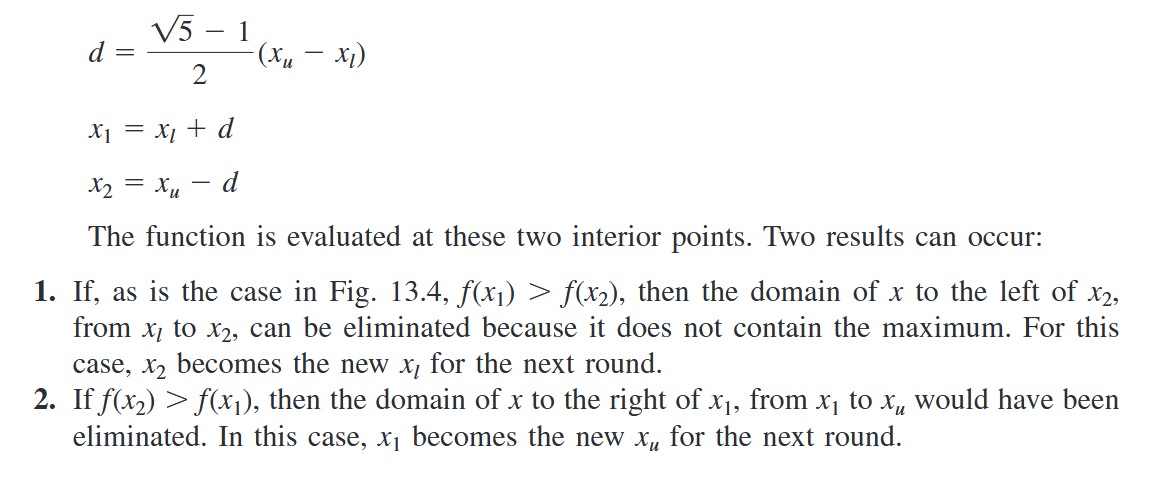 d = \frac{\sqrt{5} - 1}{2}(x_u - x_l)
x_1 = x_l + d
x_2 = x_u - d
The function is evaluated at these two interior points. Two results can occur:
1. If, as is the case in Fig. 13.4, f(x_1) > f(x_2), then the domain of x to the left of x_2,
from x_l to x_2, can be eliminated because it does not contain the maximum. For this
case, x_2 becomes the new x_l for the next round.
2. If f(x_2) > f(x_1), then the domain of x to the right of x_1, from x_1 to x_u would have been
eliminated. In this case, x_1 becomes the new x_u for the next round.